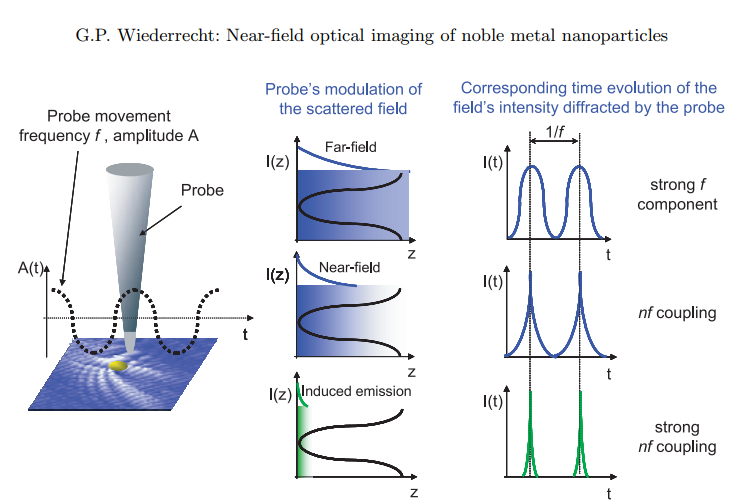 G.P. Wiederrecht: Near-field optical imaging of noble metal nanoparticles
Probe movement
frequency f , amplitude A
Probe
A(t)
t
Probe's modulation of
the scattered field
I(z)
Far-field
z
I(z)
Near-field
z
I(z)
Induced emission
z
Corresponding time evolution of the
field's intensity diffracted by the probe
1/f
I(t)
t
strong f
component
I(t)
t
nf coupling
I(t)
t
strong
nf coupling